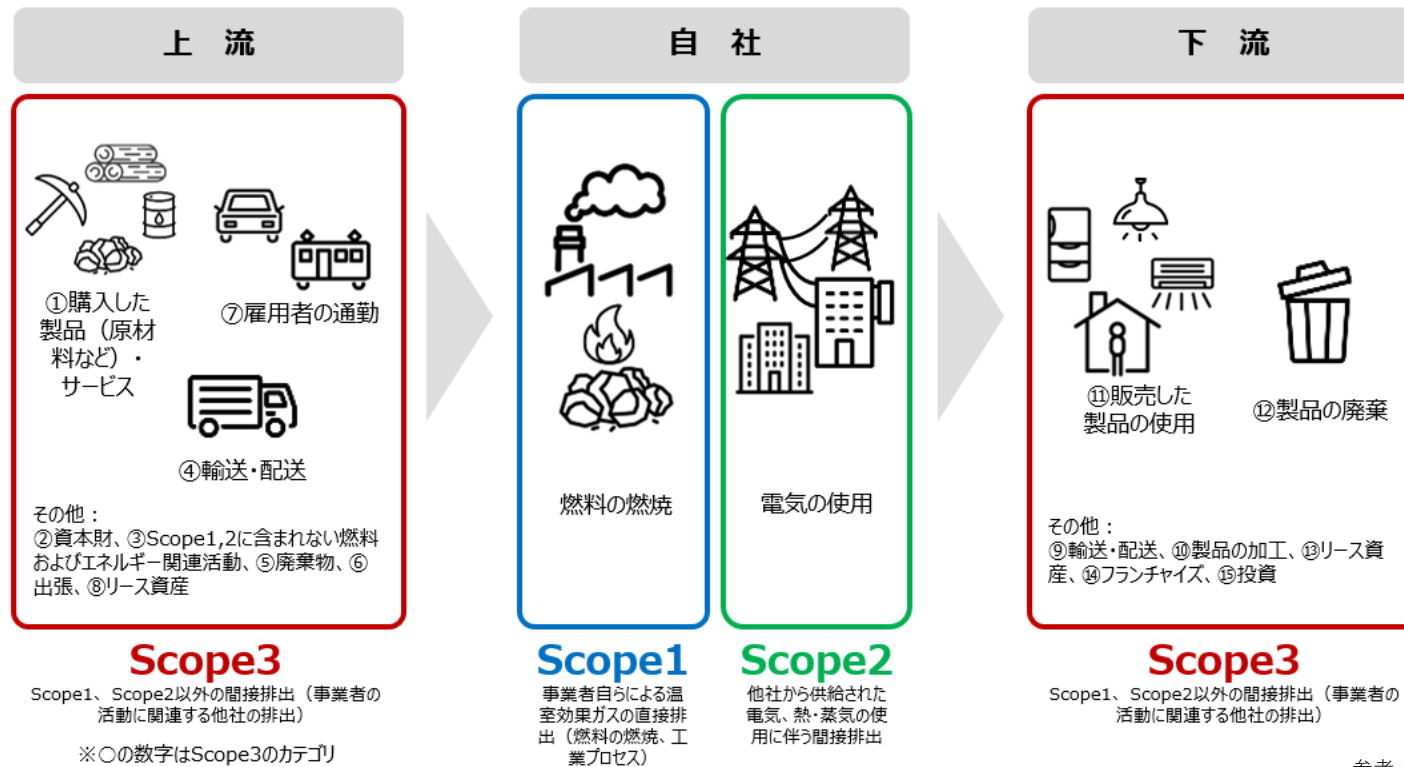 上 流
自 社
下 流
①購入した
製品（原材
料など）・
サービス
⑦雇用者の通勤
④輸送・配送
その他：
②資本財、③Scope1,2に含まれない燃料
およびエネルギー関連活動、⑤廃棄物、⑥
出張、⑧リース資産
燃料の燃焼
電気の使用
⑪販売した
製品の使用
⑫製品の廃棄
その他：
⑨輸送・配送、⑩製品の加工、⑬リース資
産、⑭フランチャイズ、⑮投資
Scope3
Scope1、Scope2以外の間接排出（事業者の
活動に関連する他社の排出）
※○の数字はScope3のカテゴリ
Scope1
事業者自らによる温
室効果ガスの直接排
出（燃料の燃焼、工
業プロセス）
Scope2
他社から供給された
電気、熱・蒸気の使
用に伴う間接排出
Scope3
Scope1、Scope2以外の間接排出（事業者の
活動に関連する他社の排出）